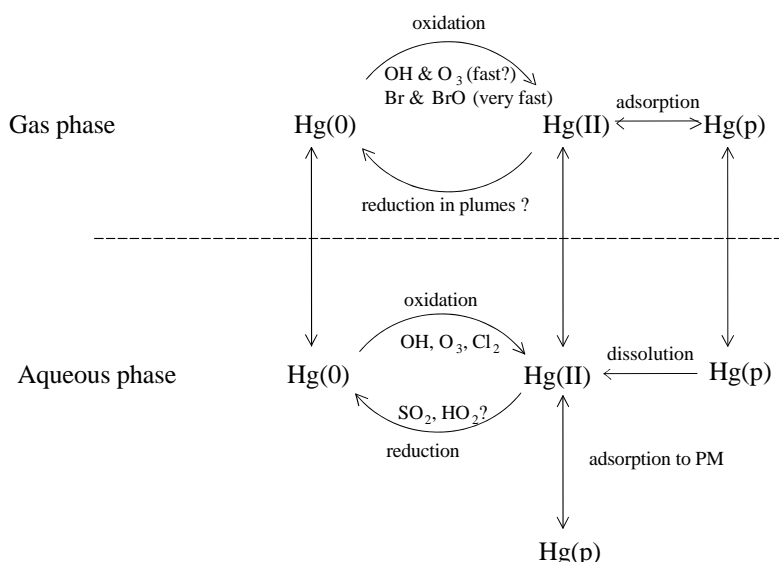 oxidation
OH & O3 (fast?)
Br & BrO (very fast)
adsorption
Gas phase
Hg(0)
Hg(II)
Hg(p)
reduction in plumes ?
oxidation
OH, O3, Cl2
dissolution
Aqueous phase
Hg(0)
Hg(II)
Hg(p)
SO2, HO2?
reduction
adsorption to PM
Hg(p)